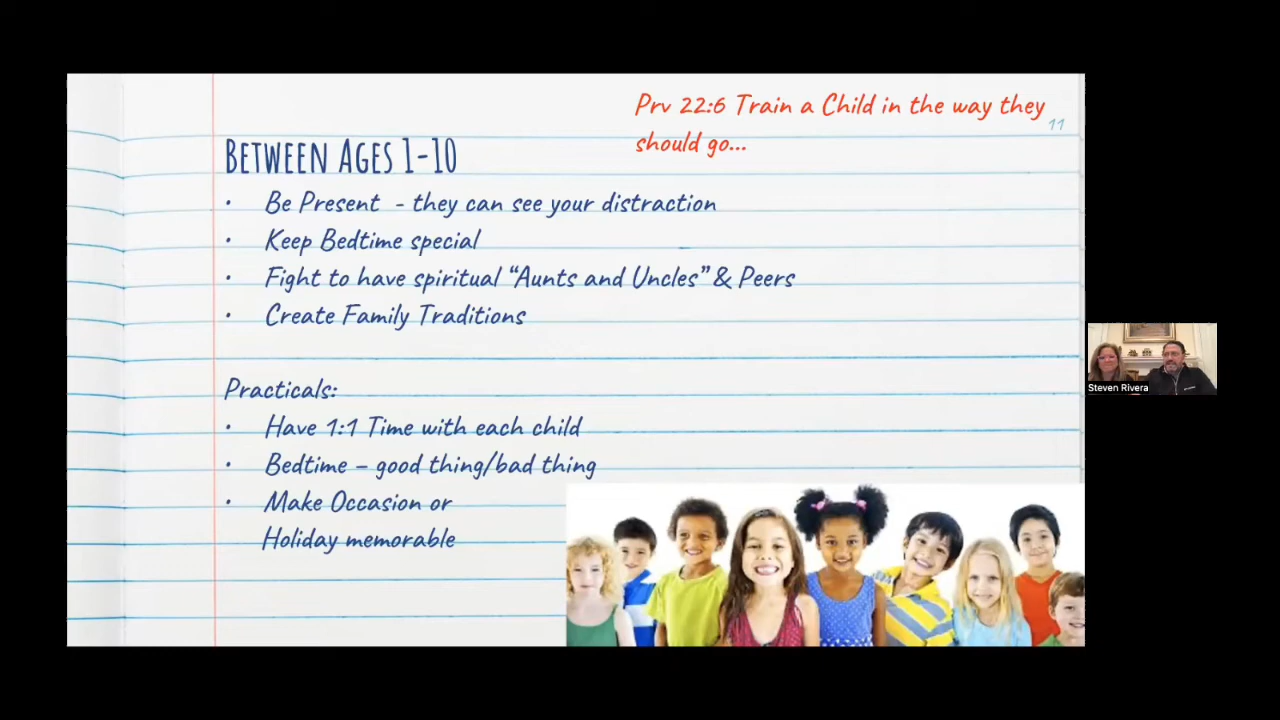 Prv 22:6 Train a Child in the way they
should go...
11
BETWEEN AGES 1-10
• Be Present - they can see your distraction
• Keep Bedtime special
• Fight to have spiritual “Aunts and Uncles” & Peers
• Create Family Traditions
Practicals:
• Have 1:1 Time with each child
• Bedtime – good thing/bad thing
• Make Occasion or
Holiday memorable
Steven Rivera